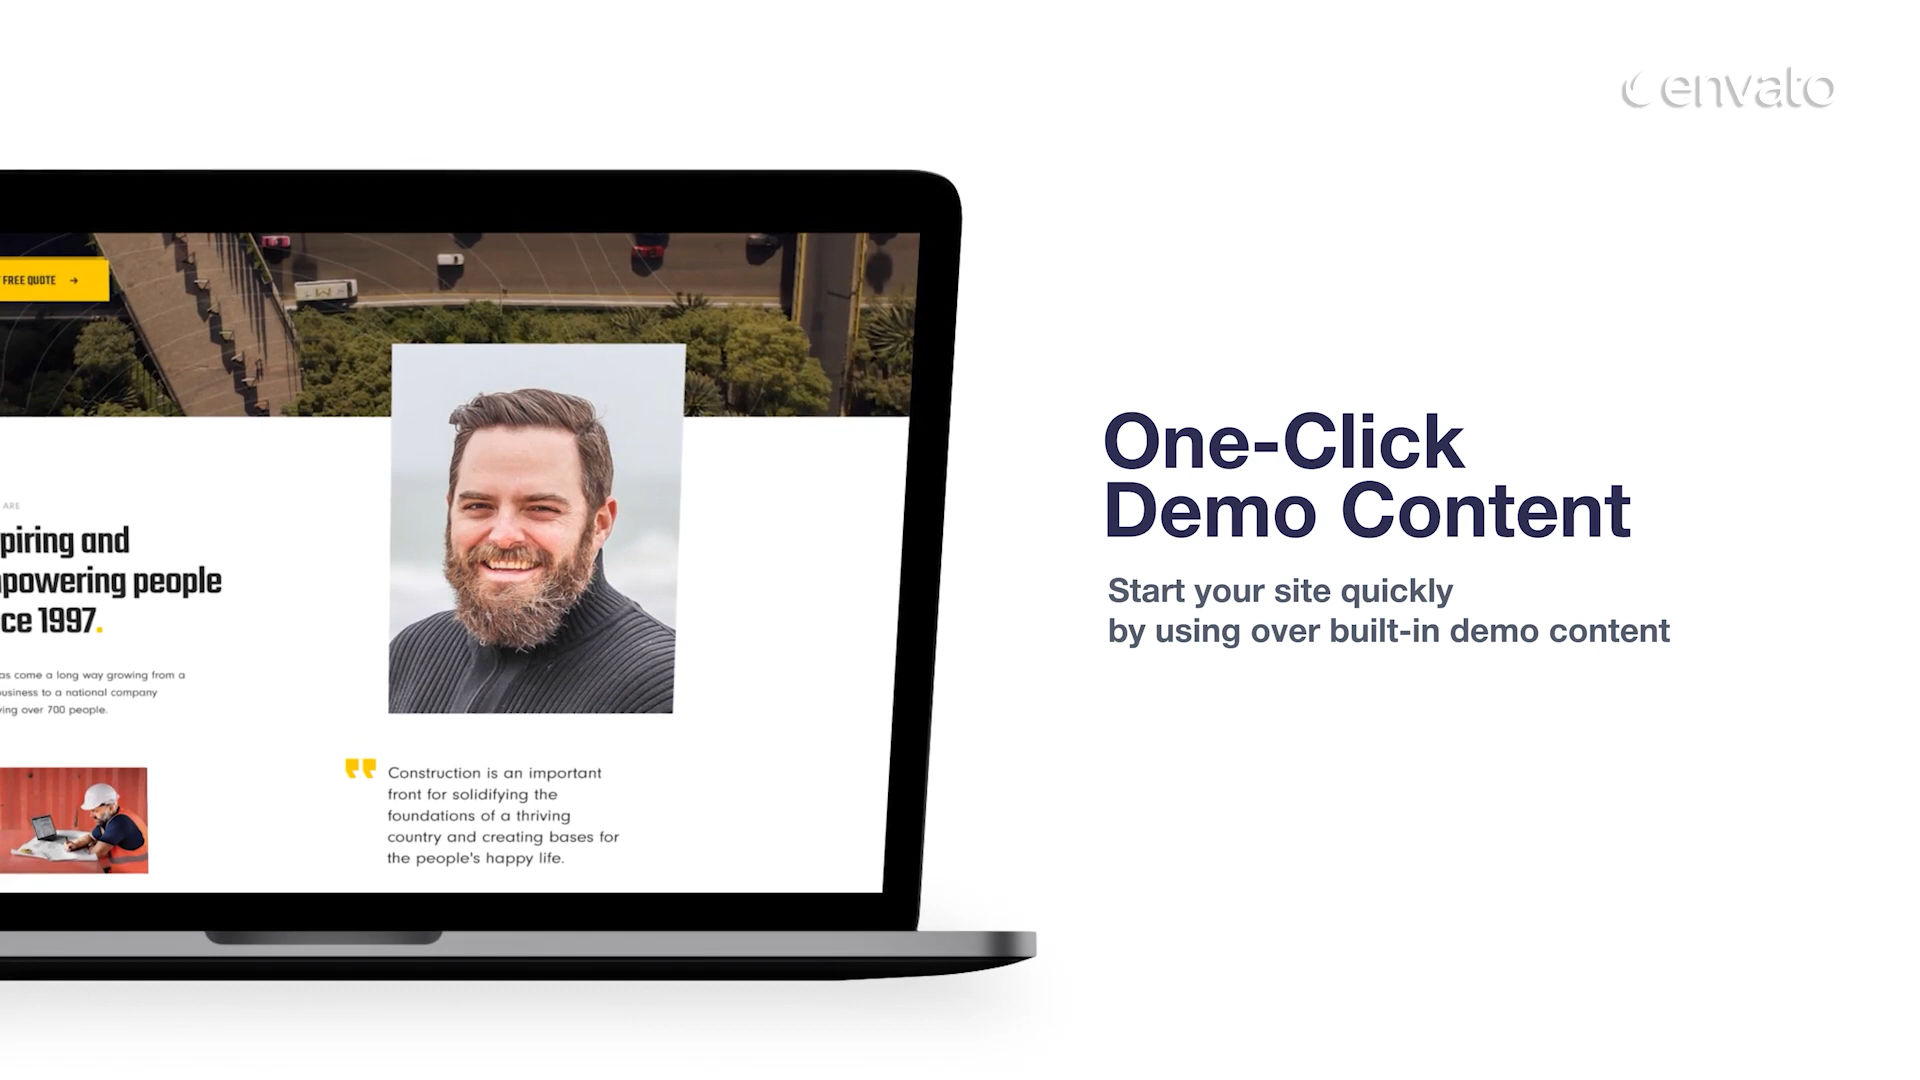 envato
FREE QUOTE
ARE
piring and
powering people
ce 1997.
as come a long way growing from a
usiness to a national company
ying over 700 people.
Construction is an important
front for solidifying the
foundations of a thriving
country and creating bases for
the people's happy life.
One-Click
Demo Content
Start your site quickly
by using over built-in demo content